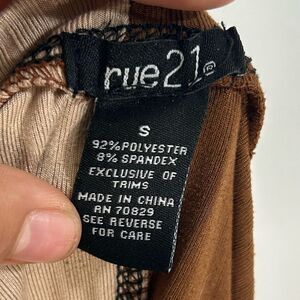 rue21®
S
92%POLYESTER
8% SPANDEX
EXCLUSIVE OF
TRIMS
MADE IN CHINA
RN 70829
SEE REVERSE
FOR CARE